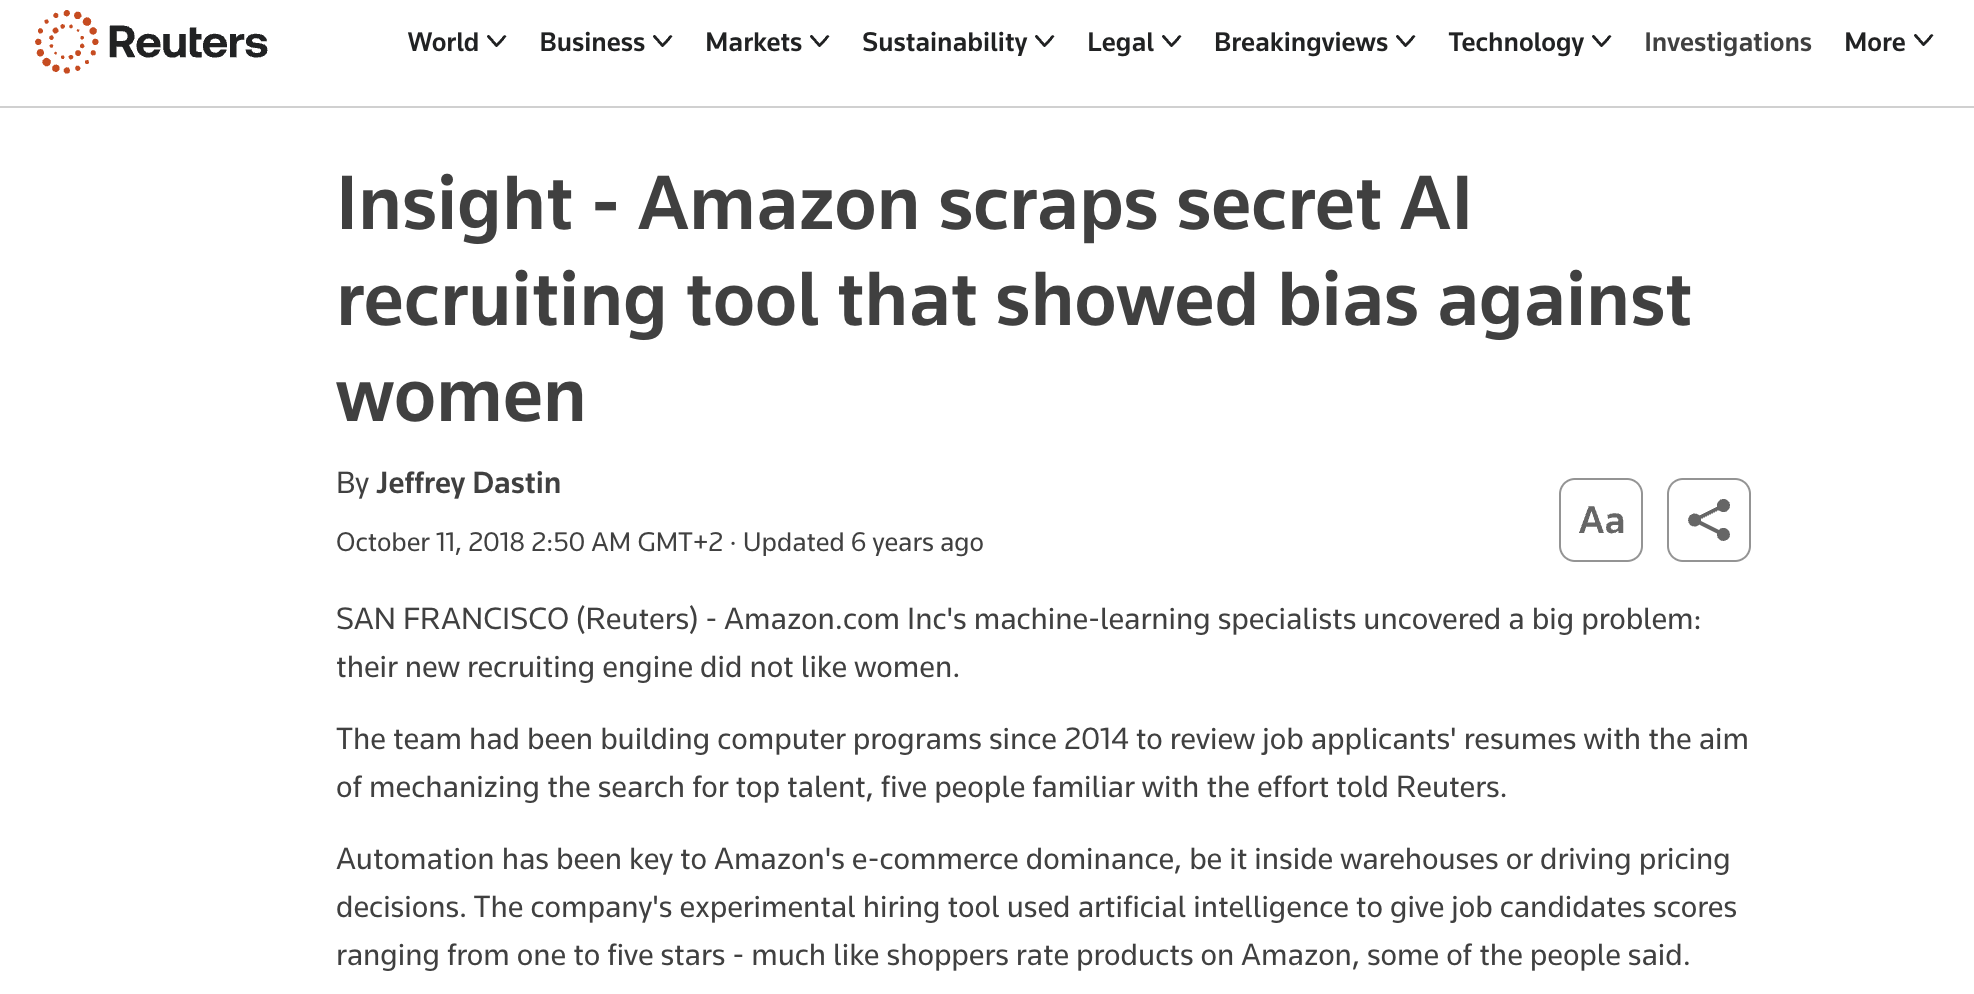 Reuters
World
Business
Markets
Sustainability
Legal
Breakingviews
Technology
Investigations
More
Insight - Amazon scraps secret AI
recruiting tool that showed bias against
women
By Jeffrey Dastin
October 11, 2018 2:50 AM GMT+2 · Updated 6 years ago
Aa
SAN FRANCISCO (Reuters) - Amazon.com Inc's machine-learning specialists uncovered a big problem:
their new recruiting engine did not like women.
The team had been building computer programs since 2014 to review job applicants' resumes with the aim
of mechanizing the search for top talent, five people familiar with the effort told Reuters.
Automation has been key to Amazon's e-commerce dominance, be it inside warehouses or driving pricing
decisions. The company's experimental hiring tool used artificial intelligence to give job candidates scores
ranging from one to five stars - much like shoppers rate products on Amazon, some of the people said.